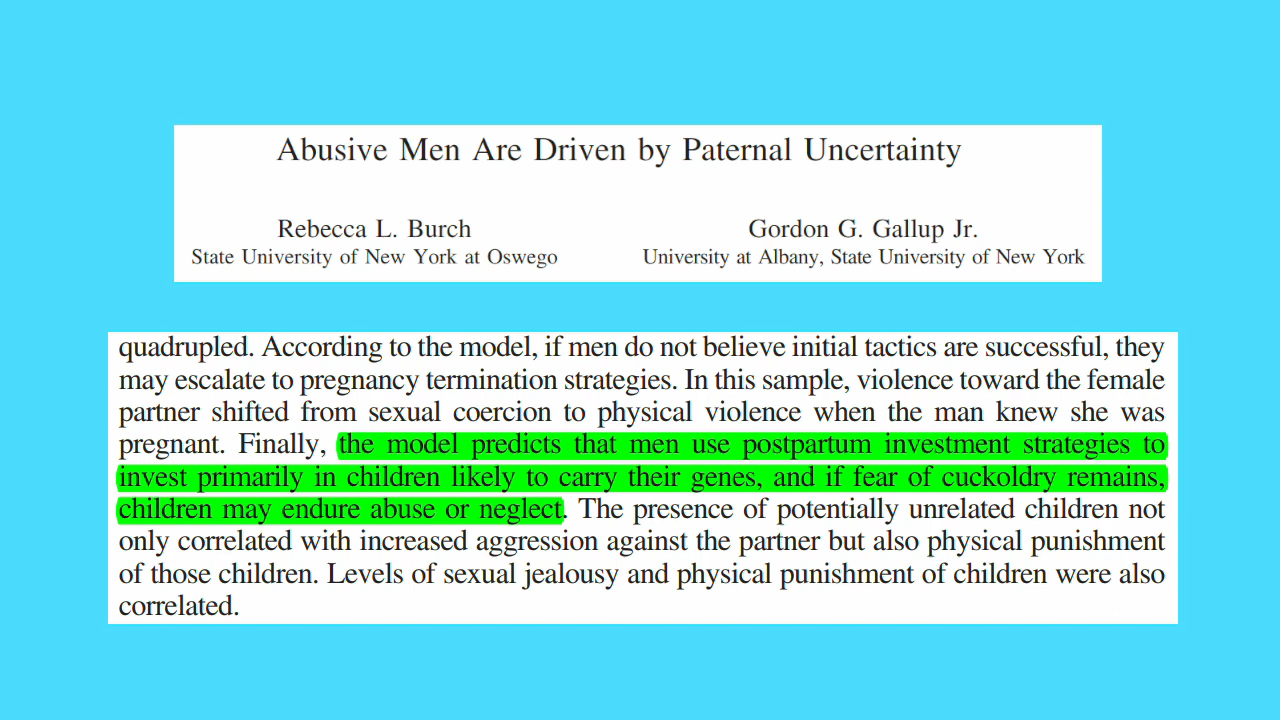 Abusive Men Are Driven by Paternal Uncertainty
Rebecca L. Burch
State University of New York at Oswego
Gordon G. Gallup Jr.
University at Albany, State University of New York
quadrupled. According to the model, if men do not believe initial tactics are successful, they
may escalate to pregnancy termination strategies. In this sample, violence toward the female
partner shifted from sexual coercion to physical violence when the man knew she was
pregnant. Finally, the model predicts that men use postpartum investment strategies to
invest primarily in children likely to carry their genes, and if fear of cuckoldry remains,
children may endure abuse or neglect. The presence of potentially unrelated children not
only correlated with increased aggression against the partner but also physical punishment
of those children. Levels of sexual jealousy and physical punishment of children were also
correlated.